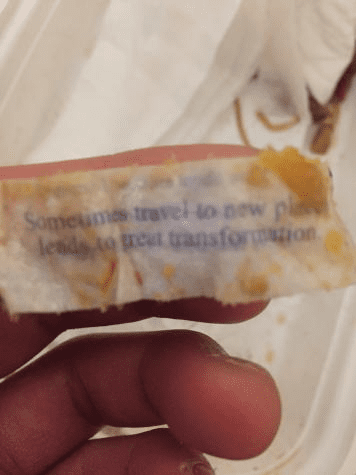 Sometimes travel to new
leads to great transformation